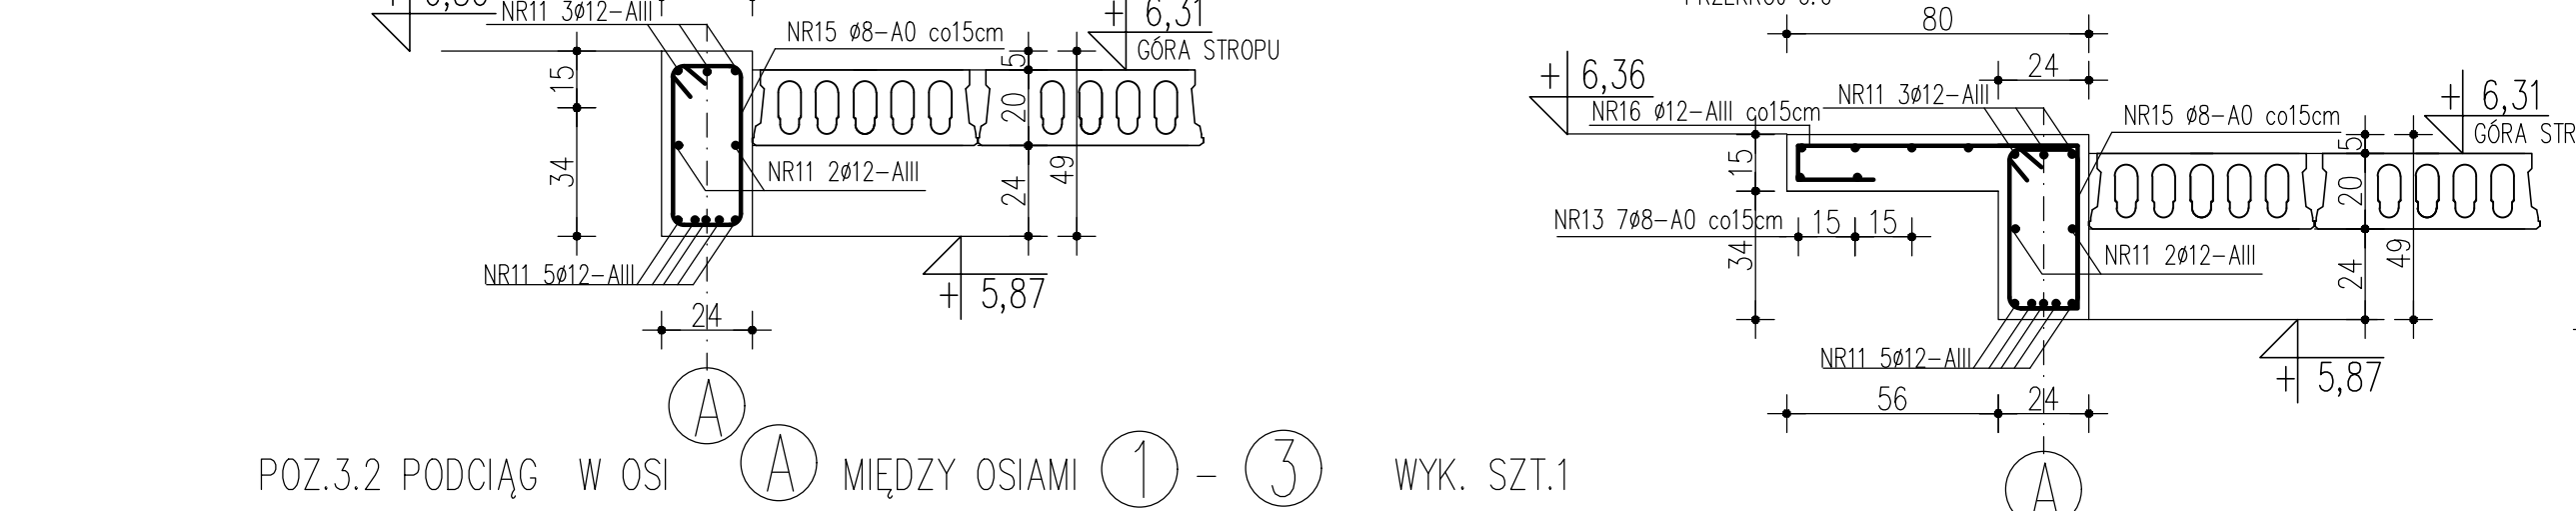 NR11 3ø12-AIII
NR15 ø8-A0 co15cm
+ 6,31
GÓRA STROPU
15
34
5
20
24
49
NR11 2ø12-AIII
NR11 5ø12-AIII
+ 5,87
24
A
80
24
+ 6,36
NR16 ø12-AIII co15cm
NR11 3ø12-AIII
NR15 ø8-A0 co15cm
+ 6,31
GÓRA STR
15
34
NR13 7ø8-A0 co15cm
15 15
5
20
24
49
NR11 2ø12-AIII
NR11 5ø12-AIII
+ 5,87
56
24
A
POZ.3.2 PODCIĄG W OSI A MIĘDZY OSIAMI 1 - 3 WYK. SZT.1